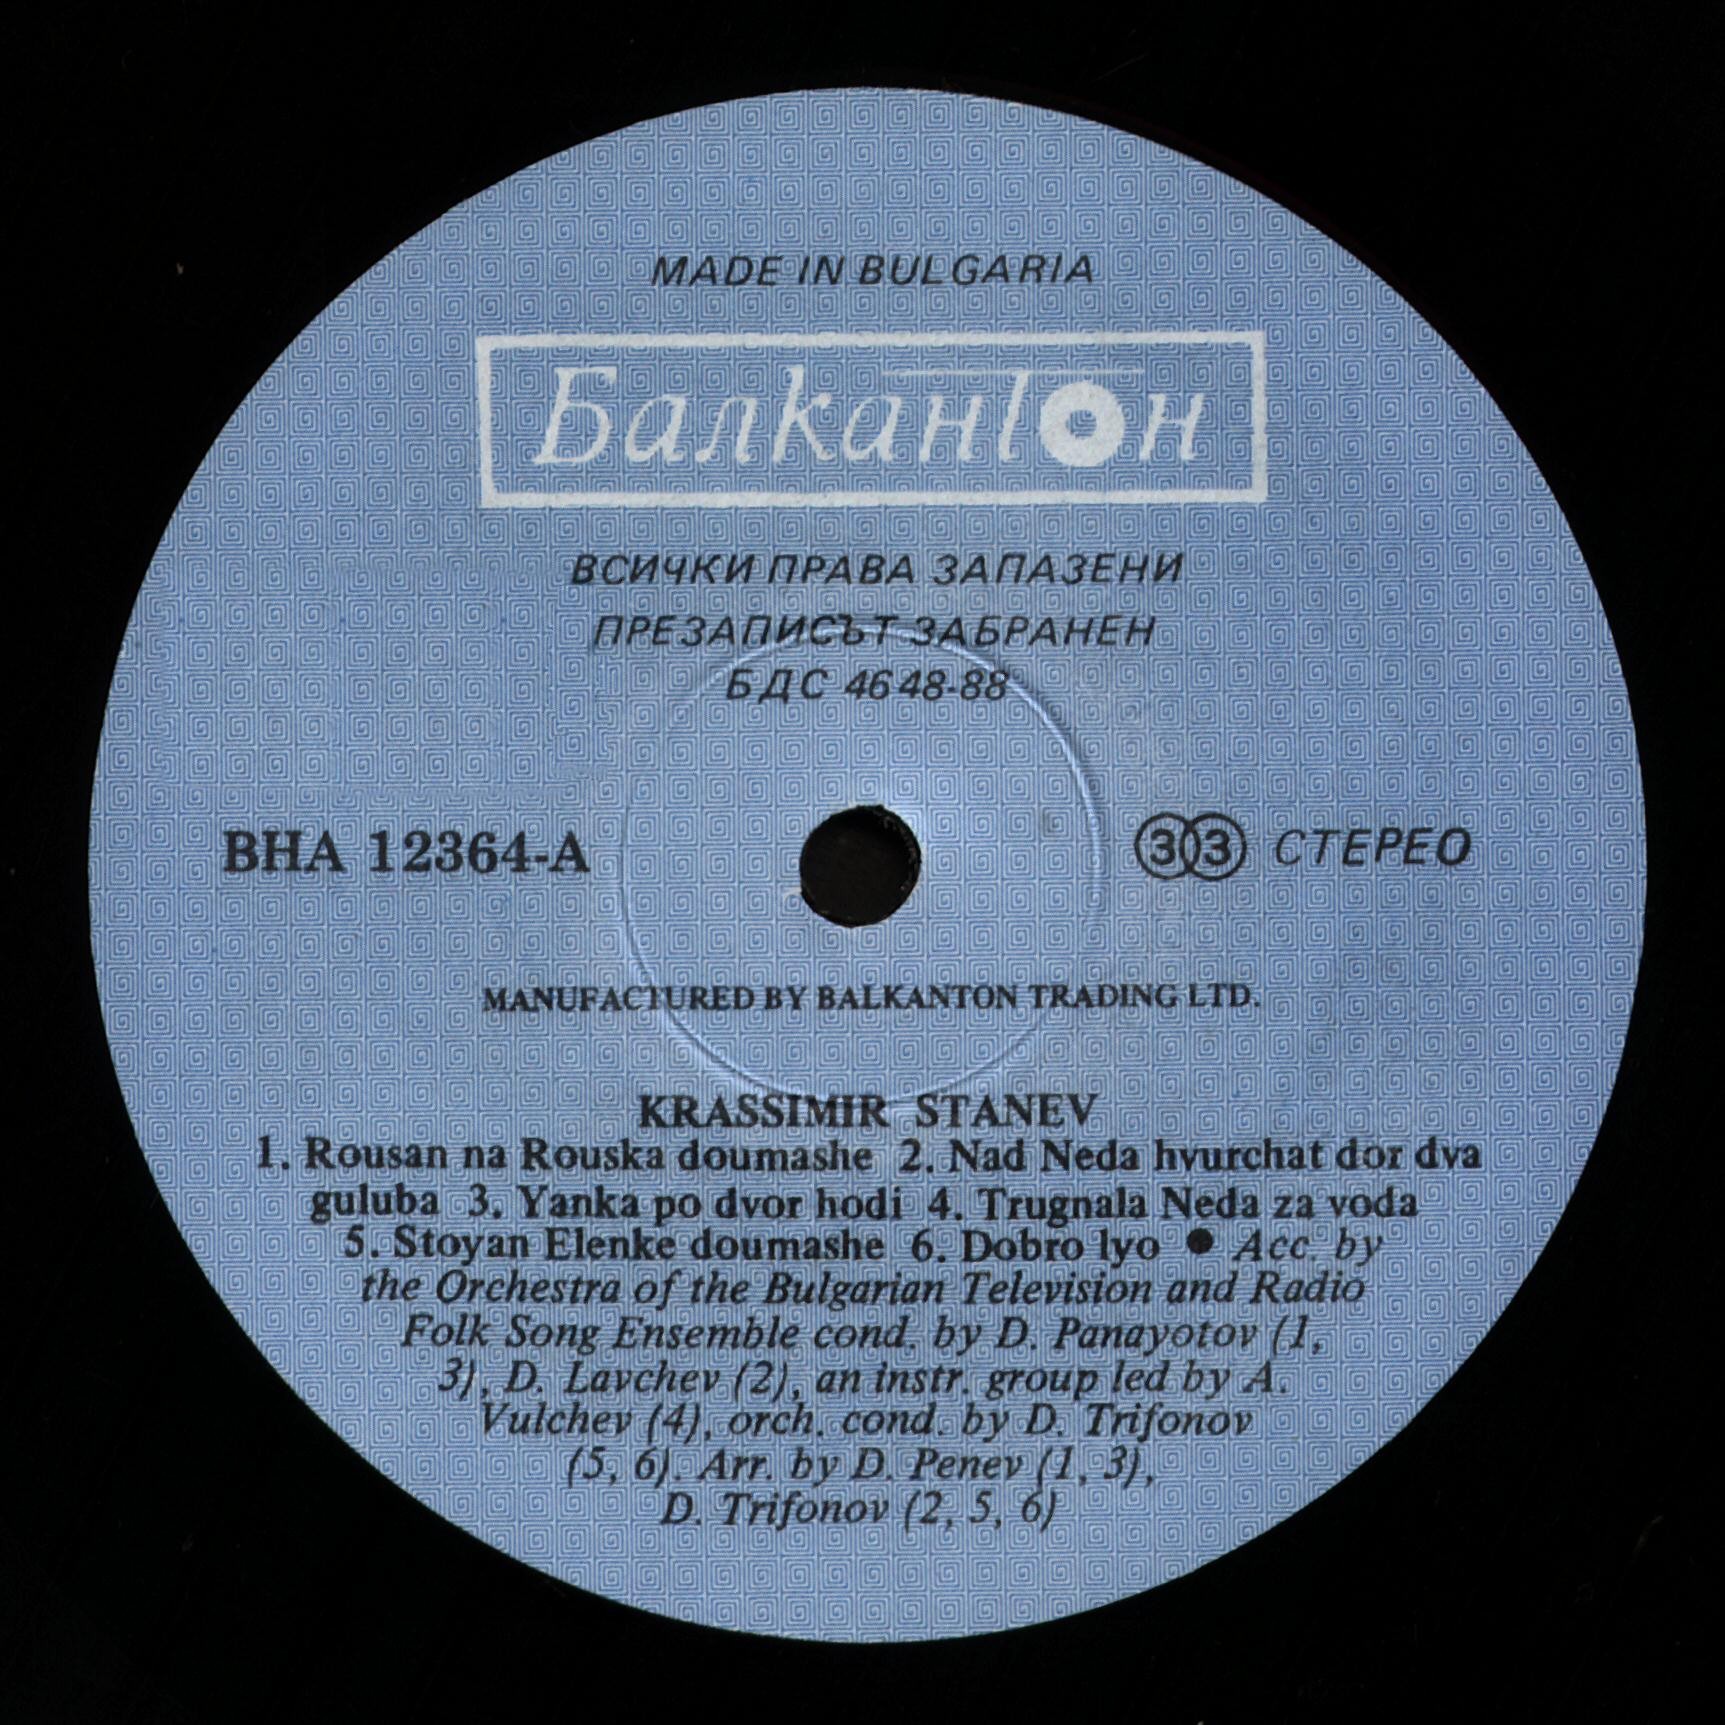 MADE IN BULGARIA
Балкантон
ВСИЧКИ ПРАВА ЗАПАЗЕНИ
ПРЕЗАПИСЪТ ЗАБРАНЕН
БДС 4648-88
ВНА 12364-А
33 СТЕРЕО
MANUFACTURED BY BALKANTON TRADING LTD.
KRASSIMIR STANEV
1. Rousan na Rouska doumashe 2. Nad Neda hvurchat dor dva
guluba 3. Yanka po dvor hodi 4. Trugnala Neda za voda
5. Stoyan Elenke doumashe 6. Dobro lyo ● Acc. by
the Orchestra of the Bulgarian Television and Radio
Folk Song Ensemble cond. by D. Panayotov (1,
3), D. Lavchev (2), an instr. group led by A.
Vulchev (4), orch. cond. by D. Trifonov
(5, 6). Arr. by D. Penev (1, 3),
D. Trifonov (2, 5, 6)